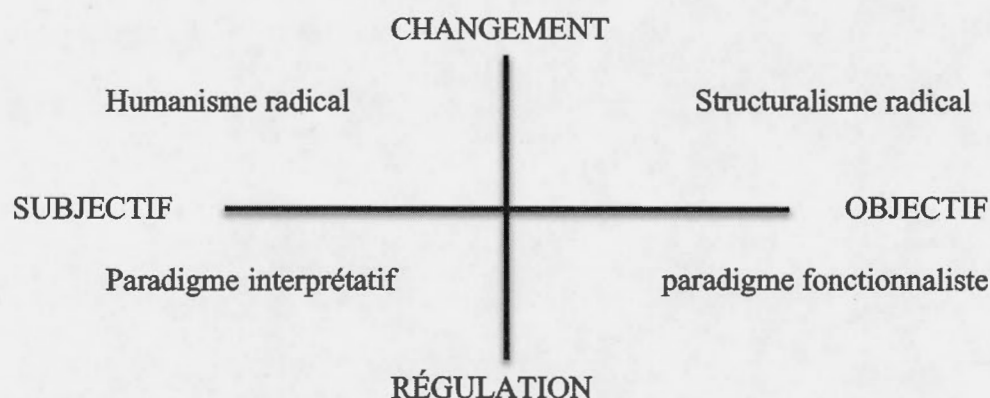 CHANGEMENT
Humanisme radical
Structuralisme radical
SUBJECTIF
OBJECTIF
Paradigme interprétatif
paradigme fonctionnaliste
RÉGULATION